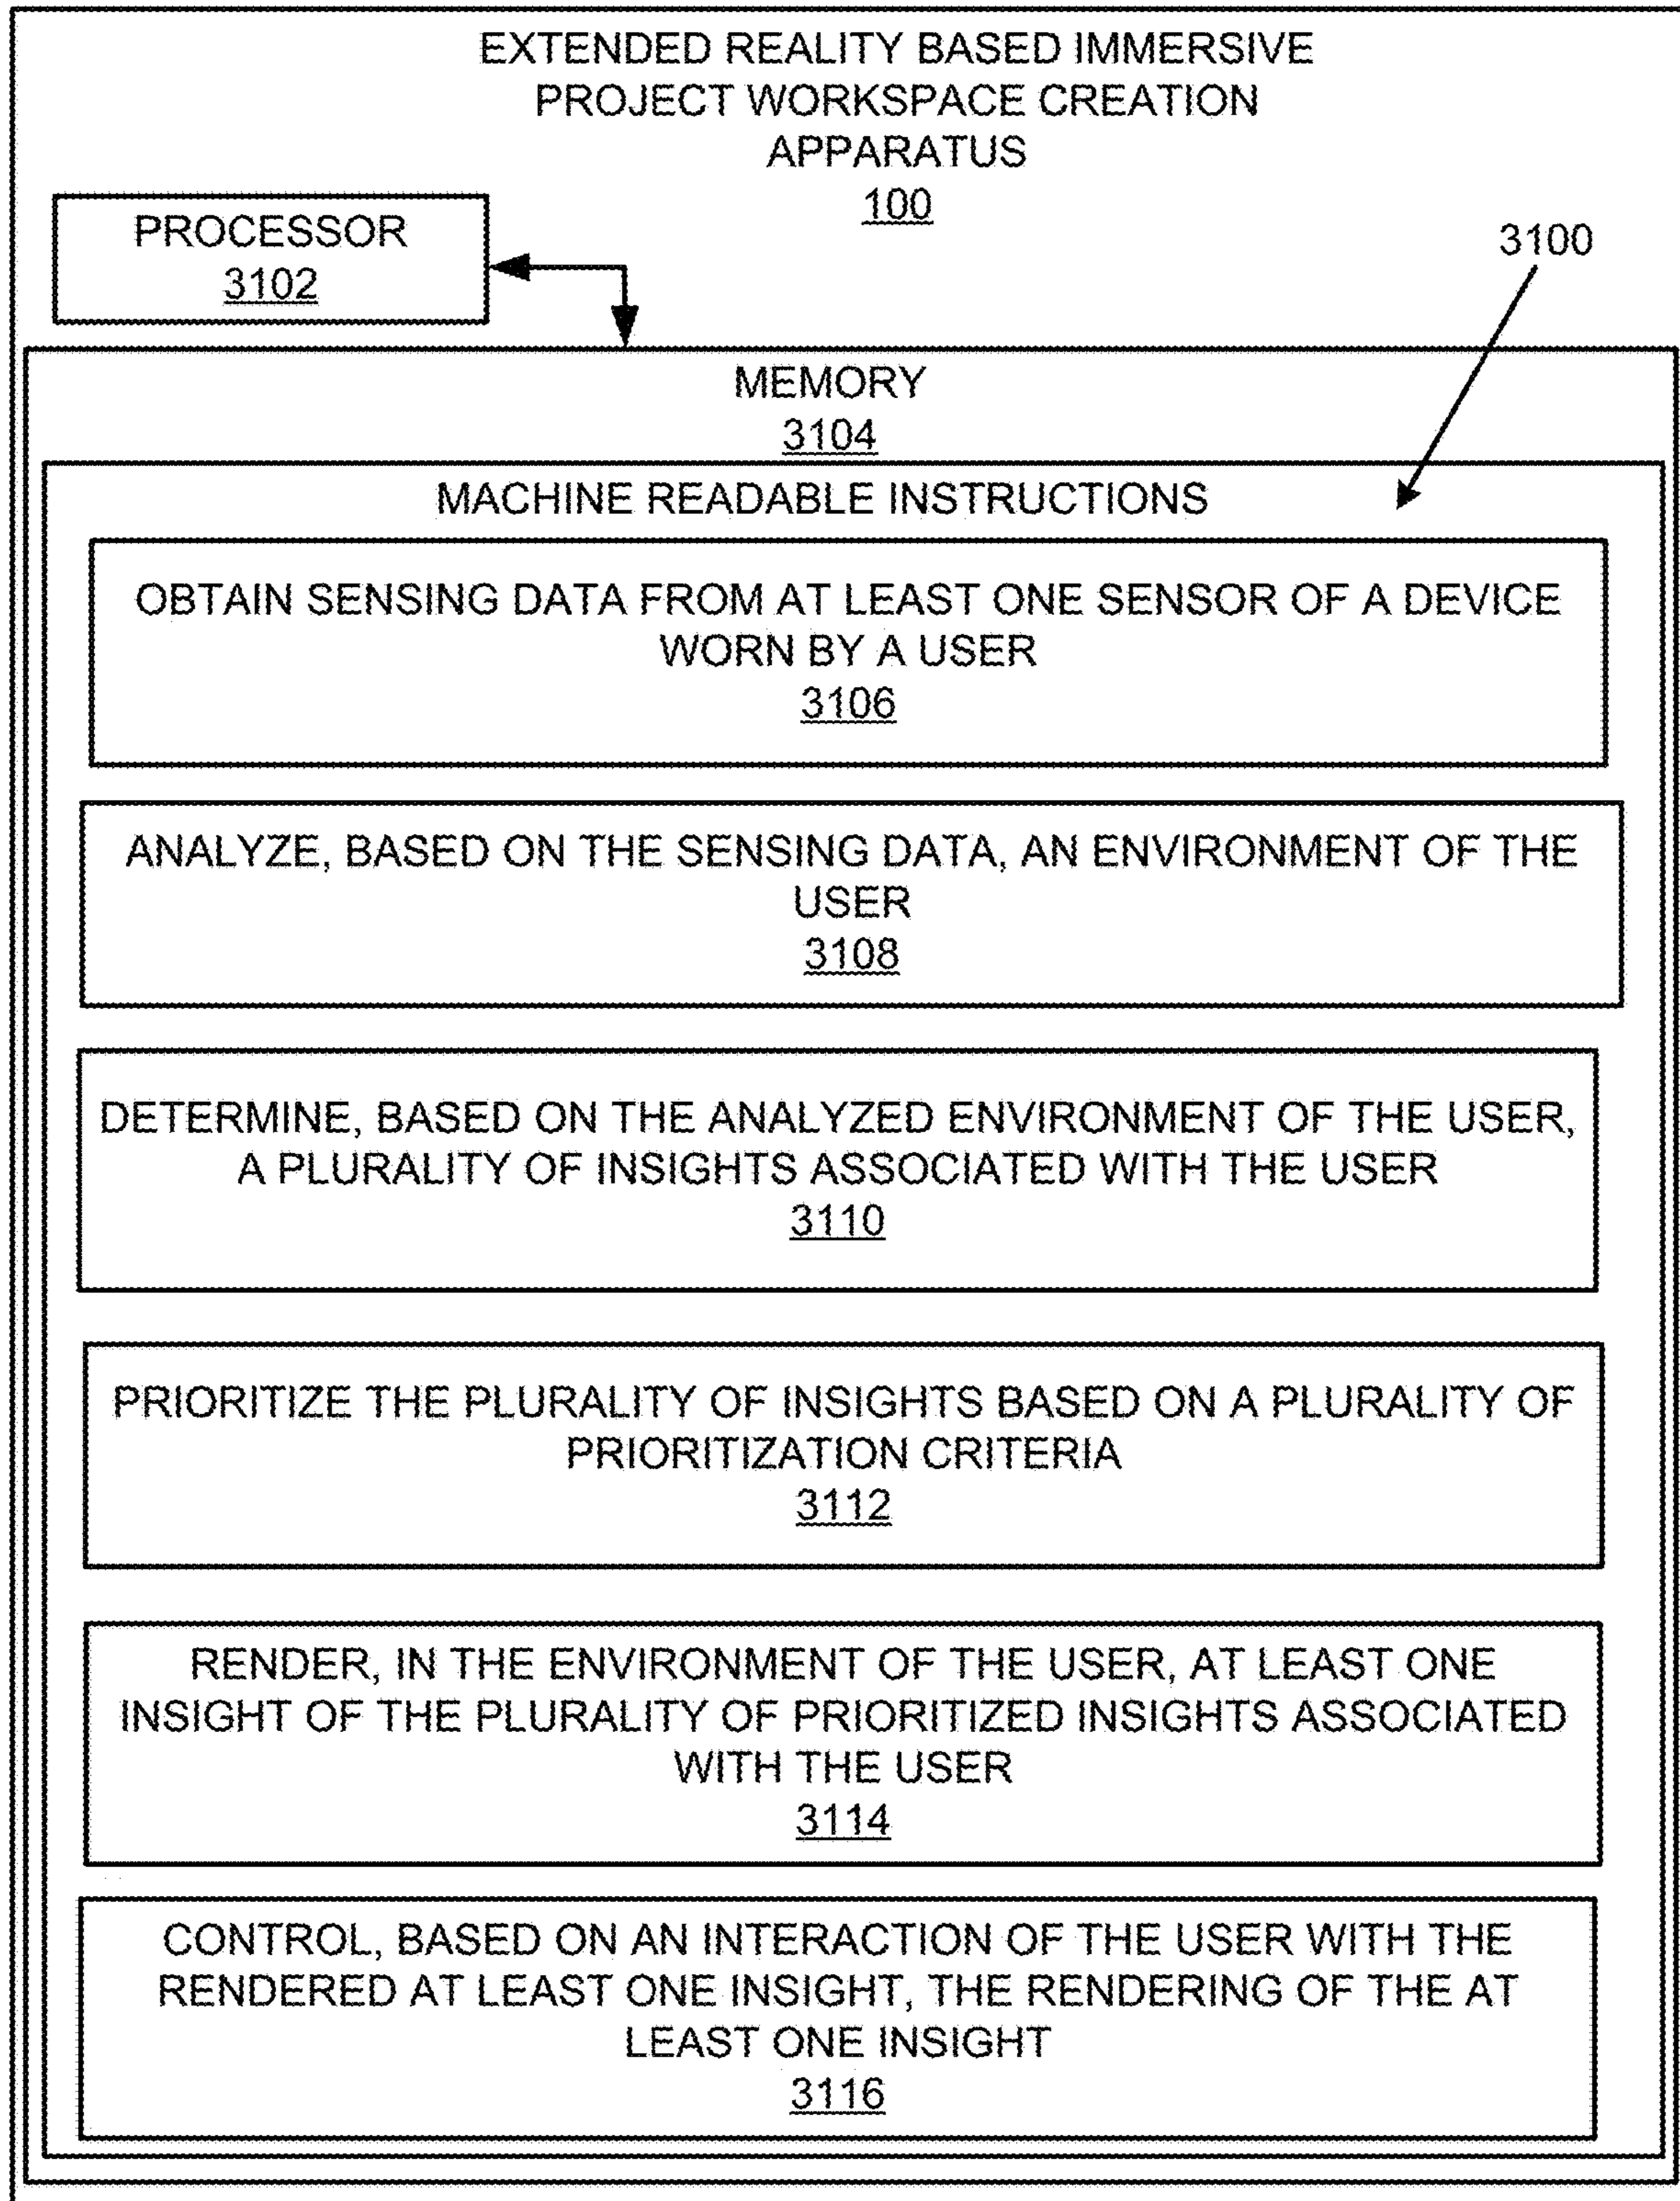 EXTENDED REALITY BASED IMMERSIVE
PROJECT WORKSPACE CREATION
APPARATUS
100
PROCESSOR
3102
3100
MEMORY
3104
MACHINE READABLE INSTRUCTIONS
OBTAIN SENSING DATA FROM AT LEAST ONE SENSOR OF A DEVICE
WORN BY A USER
3106
ANALYZE, BASED ON THE SENSING DATA, AN ENVIRONMENT OF THE
USER
3108
DETERMINE, BASED ON THE ANALYZED ENVIRONMENT OF THE USER,
A PLURALITY OF INSIGHTS ASSOCIATED WITH THE USER
3110
PRIORITIZE THE PLURALITY OF INSIGHTS BASED ON A PLURALITY OF
PRIORITIZATION CRITERIA
3112
RENDER, IN THE ENVIRONMENT OF THE USER, AT LEAST ONE
INSIGHT OF THE PLURALITY OF PRIORITIZED INSIGHTS ASSOCIATED
WITH THE USER
3114
CONTROL, BASED ON AN INTERACTION OF THE USER WITH THE
RENDERED AT LEAST ONE INSIGHT, THE RENDERING OF THE AT
LEAST ONE INSIGHT
3116